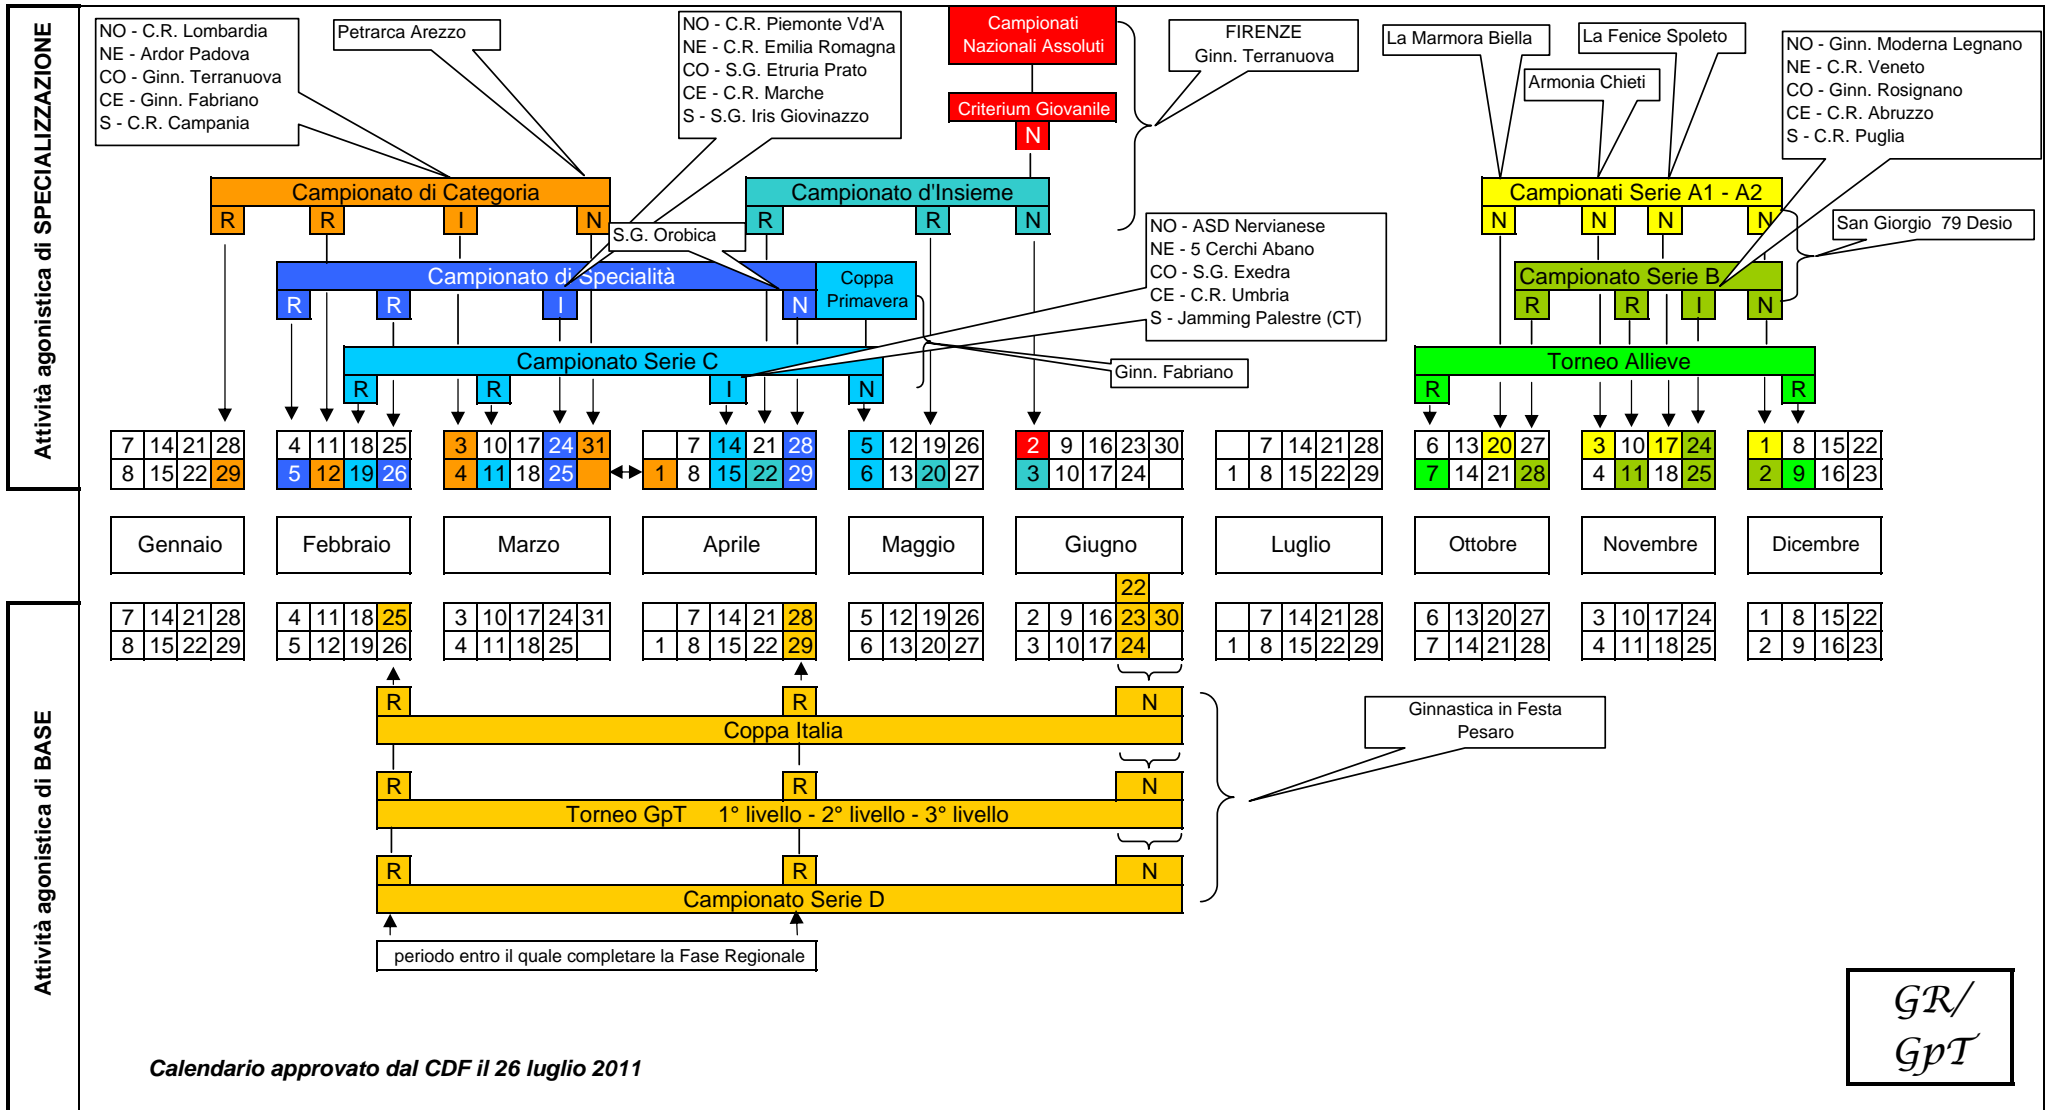 Attività agonistica di SPECIALIZZAZIONE
NO - C.R. Lombardia
NE - Ardor Padova
CO - Ginn. Terranuova
CE - Ginn. Fabriano
S - C.R. Campania
Petrarca Arezzo
NO - C.R. Piemonte Vd'A
NE - C.R. Emilia Romagna
CO - S.G. Etruria Prato
CE - C.R. Marche
S - S.G. Iris Giovinazzo
Campionati
Nazionali Assoluti
Criterium Giovanile
N
FIRENZE
Ginn. Terranuova
La Marmora Biella
Armonia Chieti
La Fenice Spoleto
NO - Ginn. Moderna Legnano
NE - C.R. Veneto
CO - Ginn. Rosignano
CE - C.R. Abruzzo
S - C.R. Puglia
Campionato di Categoria
R R I N
Campionato d'Insieme
R R N
Campionati Serie A1 - A2
N N N N
S.G. Orobica
NO - ASD Nervianese
NE - 5 Cerchi Abano
CO - S.G. Exedra
CE - C.R. Umbria
S - Jamming Palestre (CT)
San Giorgio 79 Desio
Campionato di Specialità
R R I N
Coppa
Primavera
Campionato Serie B
R R I N
Campionato Serie C
R R I N
Ginn. Fabriano
Torneo Allieve
R R
7 14 21 28 4 11 18 25 3 10 17 24 31 7 14 21 28 5 12 19 26 2 9 16 23 30 7 14 21 28 6 13 20 27 3 10 17 24 1 8 15 22
8 15 22 29 5 12 19 26 4 11 18 25 1 8 15 22 29 6 13 20 27 3 10 17 24 1 8 15 22 29 7 14 21 28 4 11 18 25 2 9 16 23
Gennaio Febbraio Marzo Aprile Maggio Giugno Luglio Ottobre Novembre Dicembre
Attività agonistica di BASE
22
7 14 21 28 4 11 18 25 3 10 17 24 31 7 14 21 28 5 12 19 26 2 9 16 23 30 7 14 21 28 6 13 20 27 3 10 17 24 1 8 15 22
8 15 22 29 5 12 19 26 4 11 18 25 1 8 15 22 29 6 13 20 27 3 10 17 24 1 8 15 22 29 7 14 21 28 4 11 18 25 2 9 16 23
R R N
Coppa Italia
R R N
Torneo GpT 1° livello - 2° livello - 3° livello
R R N
Campionato Serie D
Ginnastica in Festa
Pesaro
periodo entro il quale completare la Fase Regionale
GR/
GpT
Calendario approvato dal CDF il 26 luglio 2011